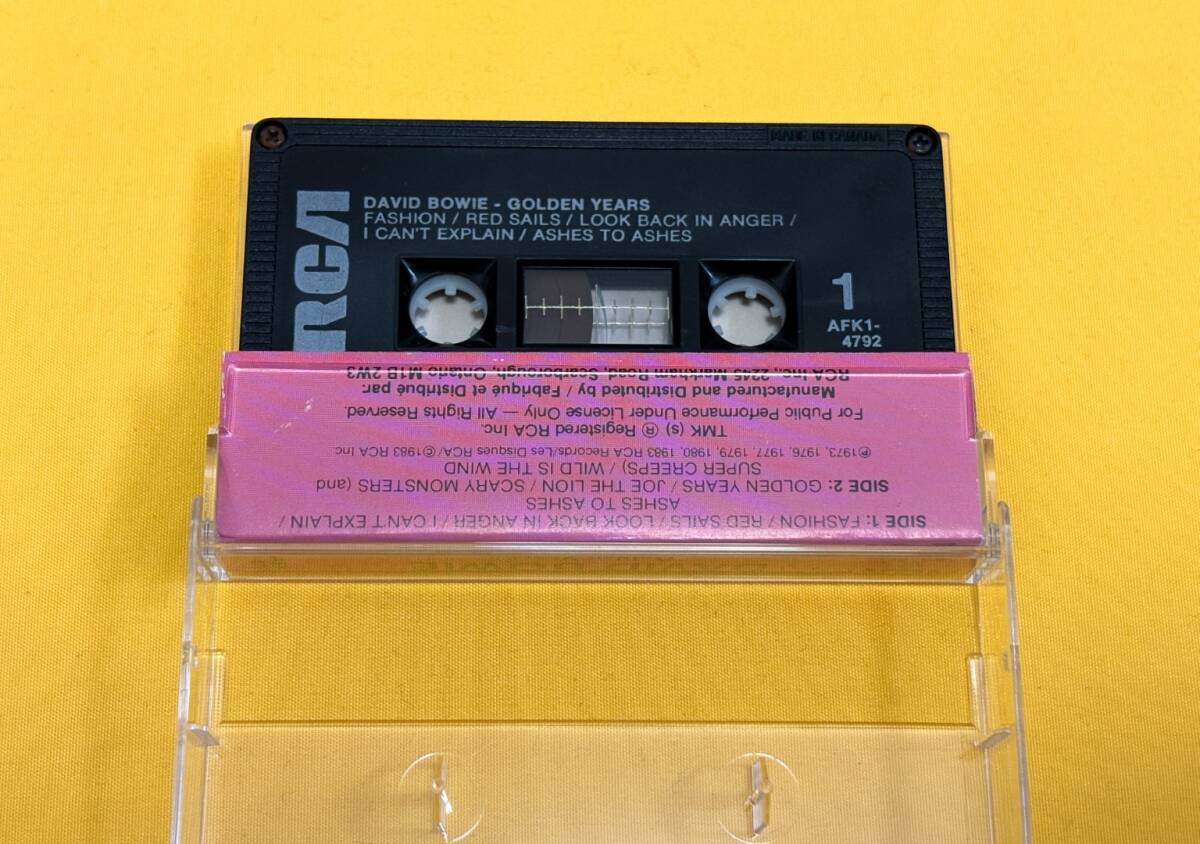 MADE IN CANADA
RCA
DAVID BOWIE - GOLDEN YEARS
FASHION / RED SAILS / LOOK BACK IN ANGER /
I CAN'T EXPLAIN / ASHES TO ASHES
1
AFK1-
4792
SIDE 1: FASHION / RED SAILS / LOOK BACK IN ANGER / I CAN'T EXPLAIN /
ASHES TO ASHES
SIDE 2: GOLDEN YEARS / JOE THE LION / SCARY MONSTERS (and
SUPER CREEPS) / WILD IS THE WIND
℗1973, 1976, 1977, 1979, 1980, 1983 RCA Records/Les Disques RCA/©1983 RCA Inc
TMK (s) ® Registered RCA Inc.
For Public Performance Under License Only — All Rights Reserved.
Manufactured and Distributed by / Fabriqué et Distribué par:
RCA Inc., 2245 Markham Road, Scarborough, Ontario M1B 2W3